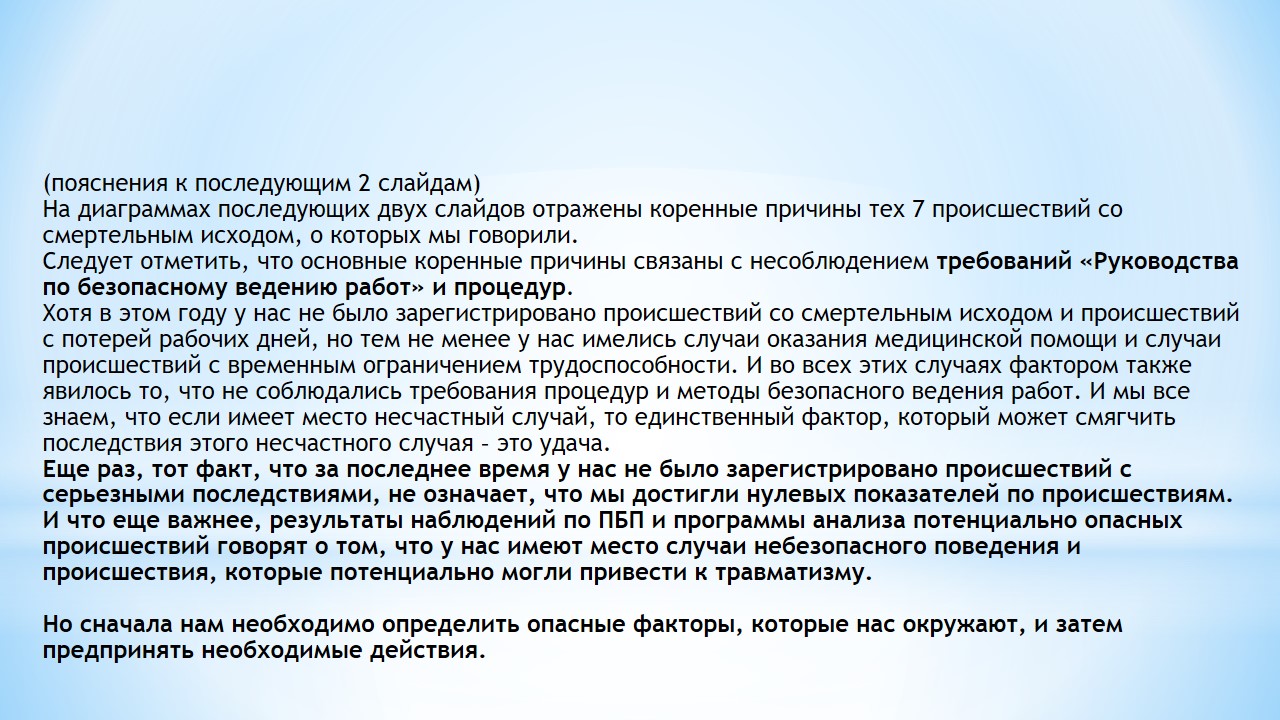 (пояснения к последующим 2 слайдам)
На диаграммах последующих двух слайдов отражены коренные причины тех 7 происшествий со
смертельным исходом, о которых мы говорили.
Следует отметить, что основные коренные причины связаны с несоблюдением требований «Руководства
по безопасному ведению работ» и процедур.
Хотя в этом году у нас не было зарегистрировано происшествий со смертельным исходом и происшествий
с потерей рабочих дней, но тем не менее у нас имелись случаи оказания медицинской помощи и случаи
происшествий с временным ограничением трудоспособности. И во всех этих случаях фактором также
явилось то, что не соблюдались требования процедур и методы безопасного ведения работ. И мы все
знаем, что если имеет место несчастный случай, то единственный фактор, который может смягчить
последствия этого несчастного случая – это удача.
Еще раз, тот факт, что за последнее время у нас не было зарегистрировано происшествий с
серьезными последствиями, не означает, что мы достигли нулевых показателей по происшествиям.
И что еще важнее, результаты наблюдений по ПБП и программы анализа потенциально опасных
происшествий говорят о том, что у нас имеют место случаи небезопасного поведения и
происшествия, которые потенциально могли привести к травматизму.
Но сначала нам необходимо определить опасные факторы, которые нас окружают, и затем
предпринять необходимые действия.